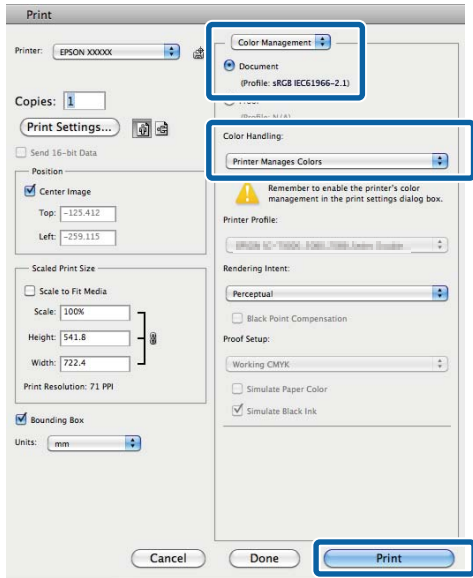 Print
Printer: EPSON XXXXX
Copies: 1
Print Settings...
Send 16-bit Data
Position
Center Image
Top: -125.412
Left: -259.115
Scaled Print Size
Scale to Fit Media
Scale: 100%
Height: 541.8
Width: 722.4
Print Resolution: 71 PPI
Bounding Box
Units: mm
Color Management
Document
(Profile: sRGB IEC61966-2.1)
Color Handling:
Printer Manages Colors
Remember to enable the printer's color
management in the print settings dialog box.
Printer Profile:
Rendering Intent:
Perceptual
Black Point Compensation
Proof Setup:
Working CMYK
Simulate Paper Color
Simulate Black Ink
Cancel
Done
Print